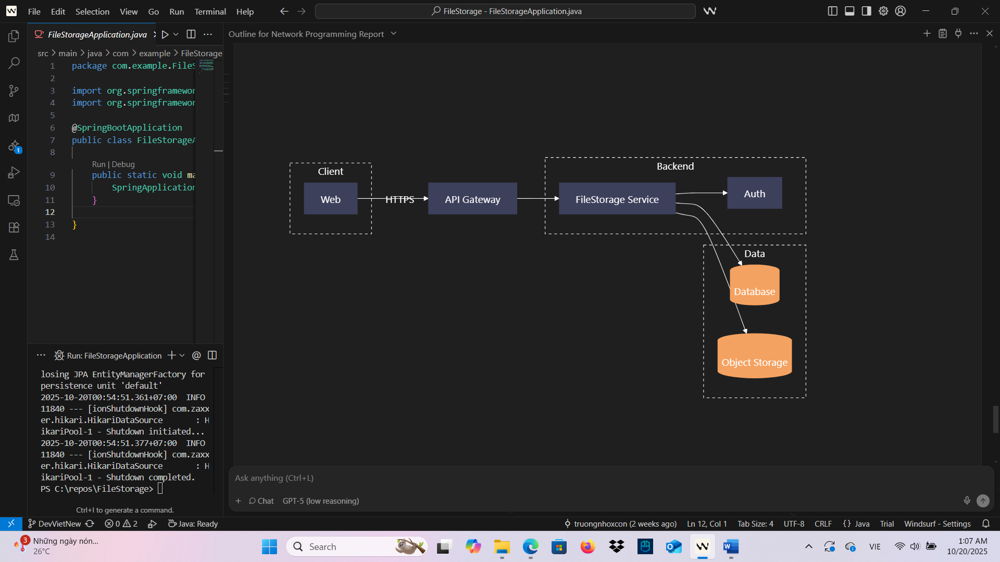 File Edit Selection View Go Run Terminal Help
FileStorage - FileStorageApplication.java
FileStorageApplication.java
src > main > java > com > example > FileStorage
1 package com.example.FileS
2
3 import org.springframewor
4 import org.springframewor
5
6 @SpringBootApplication
7 public class FileStorageA
8
Run | Debug
9 public static void ma
10 SpringApplication
11 }
12
13 }
14
Run: FileStorageApplication
losing JPA EntityManagerFactory for
persistence unit 'default'
2025-10-20T00:54:51.361+07:00 INFO
11840 --- [ionShutdownHook] com.zaxx
er.hikari.HikariDataSource : H
ikariPool-1 - Shutdown initiated...
2025-10-20T00:54:51.377+07:00 INFO
11840 --- [ionShutdownHook] com.zaxx
er.hikari.HikariDataSource : H
ikariPool-1 - Shutdown completed.
PS C:\repos\FileStorage>
Ctrl+I to generate a command.
Outline for Network Programming Report
Client
Web
HTTPS
API Gateway
Backend
FileStorage Service
Auth
Data
Database
Object Storage
Ask anything (Ctrl+L)
Chat GPT-5 (low reasoning)
1
DevVietNew 0 2 Java: Ready
truongnhoxcon (2 weeks ago) Ln 12, Col 1 Tab Size: 4 UTF-8 CRLF {} Java Trial Windsurf - Settings
3
Những ngày nón...
26°C
Search
VIE
1:07 AM
10/20/2025